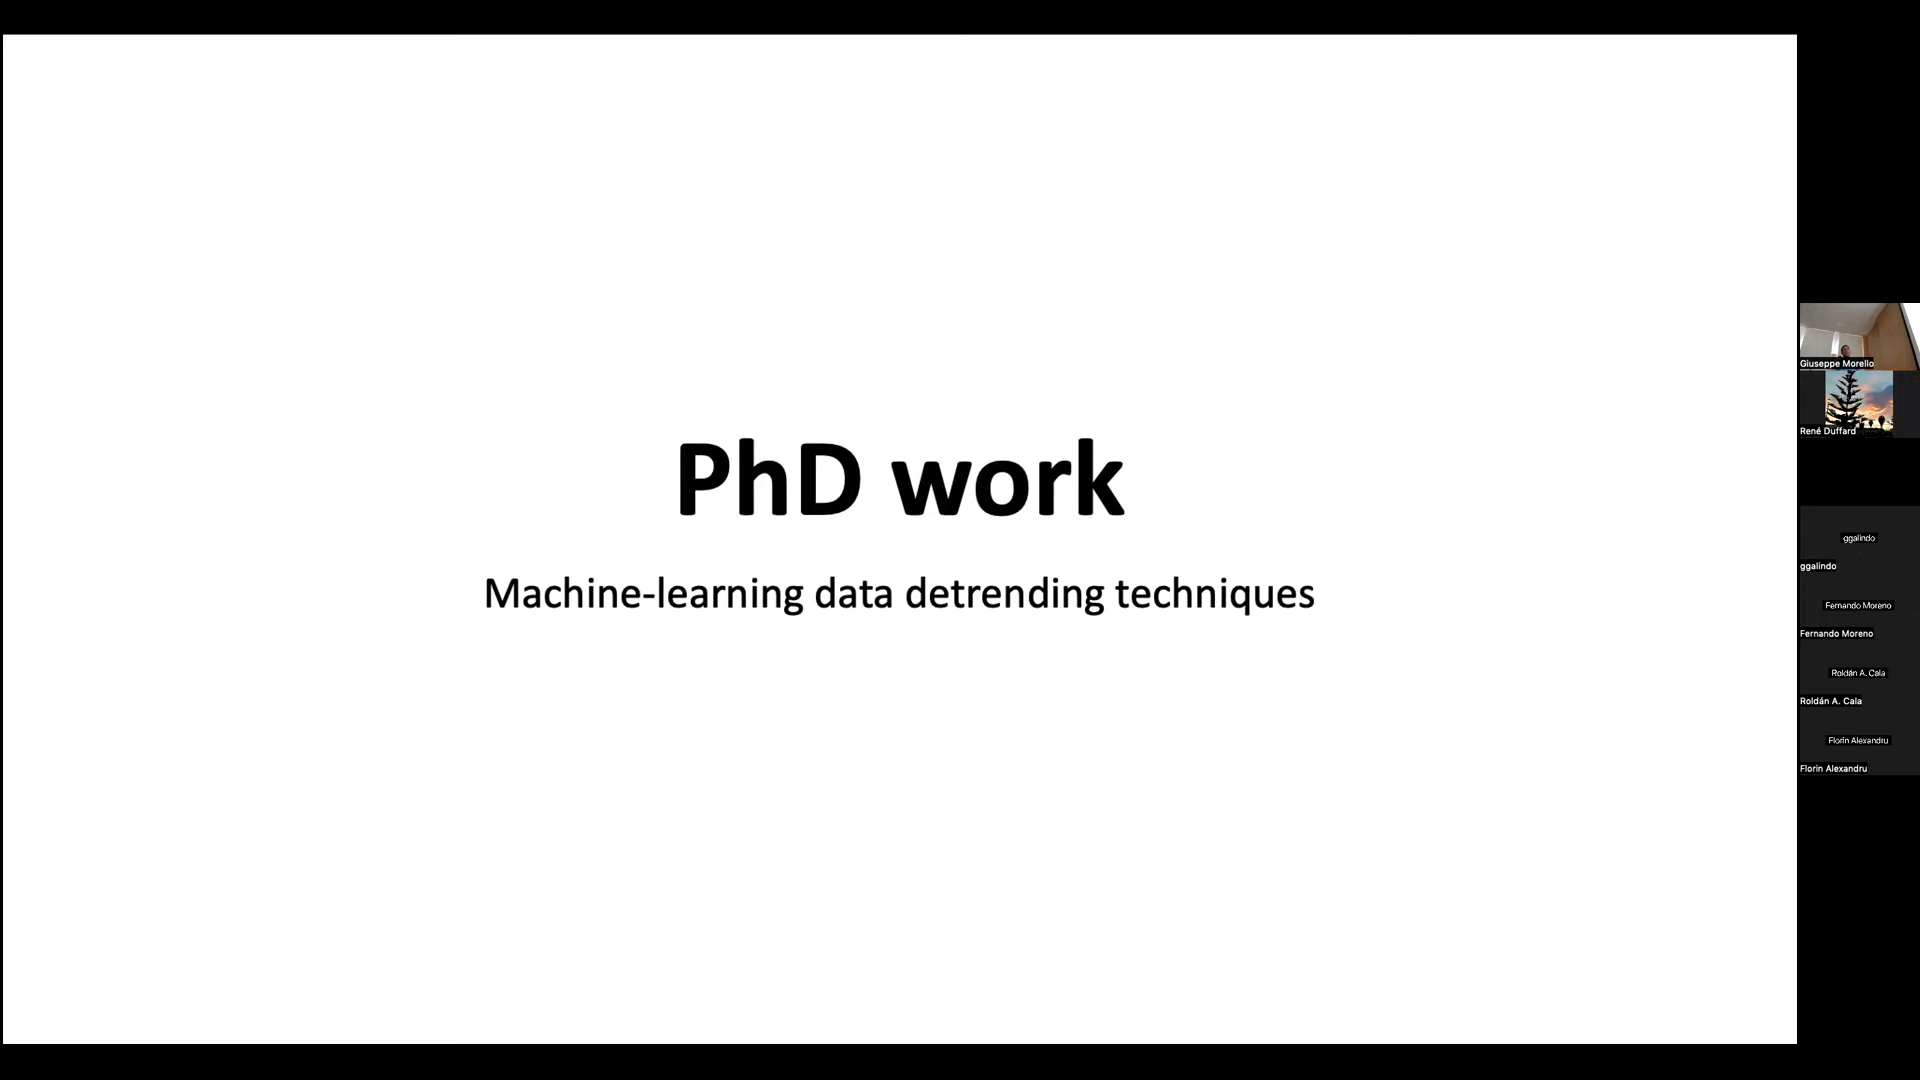 PhD work
Machine-learning data detrending techniques
Giuseppe Morello
René Duffard
ggalindo
ggalindo
Fernando Moreno
Fernando Moreno
Roldán A. Cala
Roldán A. Cala
Florin Alexandru
Florin Alexandru